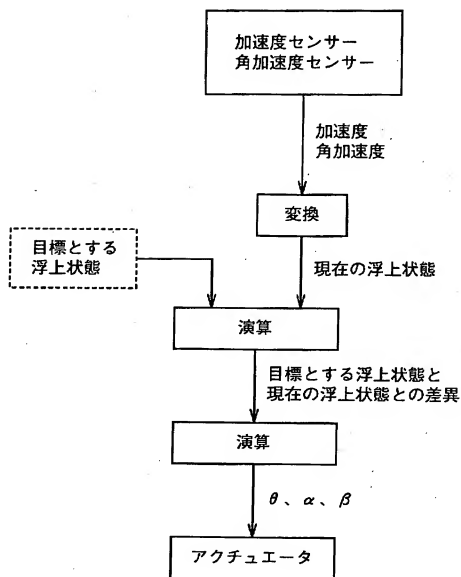 加速度センサー
角加速度センサー
加速度
角加速度
変換
目標とする
浮上状態
現在の浮上状態
演算
目標とする浮上状態と
現在の浮上状態との差異
演算
θ、α、β
アクチュエータ